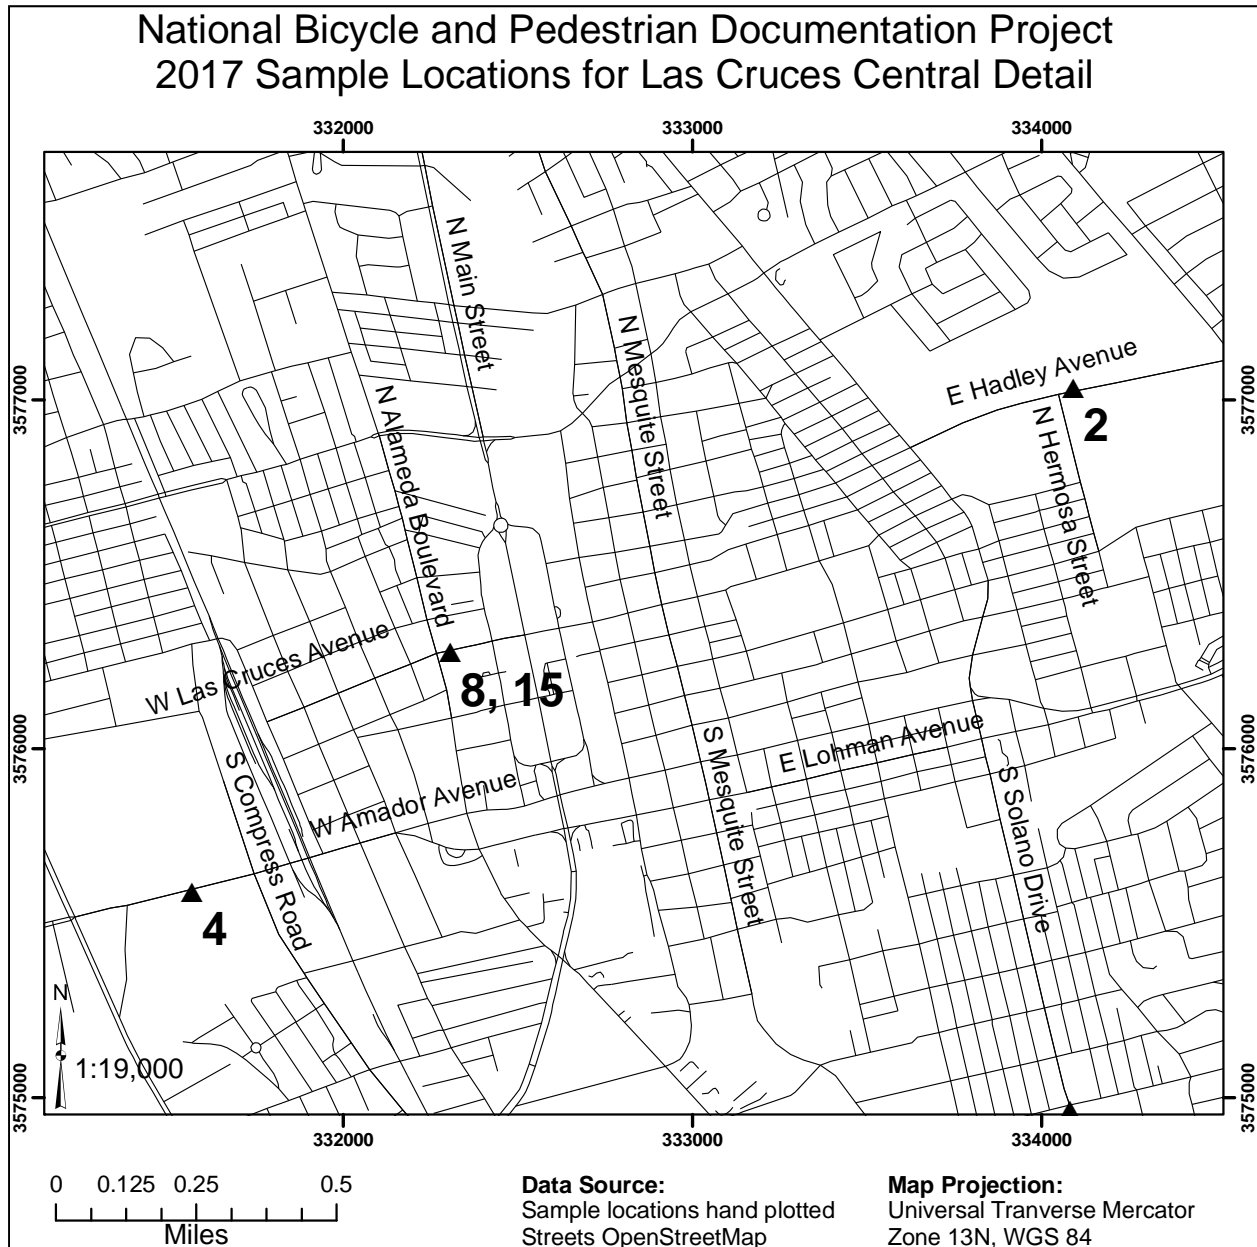 National Bicycle and Pedestrian Documentation Project
2017 Sample Locations for Las Cruces Central Detail
332000
333000
334000
N Main Street
N Mesquite Street
E Hadley Avenue
3577000
3577000
N Alameda Boulevard
2
N Hermosa Street
W Las Cruces Avenue
8, 15
3576000
3576000
S Compress Road
W Amador Avenue
S Mesquite Street
E Lohman Avenue
S Solano Drive
4
N
1:19,000
3575000
3575000
332000
333000
334000
0 0.125 0.25 0.5
Miles
Data Source:
Sample locations hand plotted
Streets OpenStreetMap
Map Projection:
Universal Tranverse Mercator
Zone 13N, WGS 84